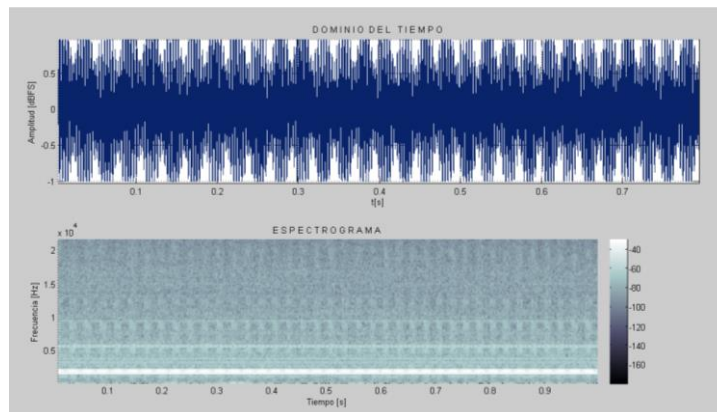 DOMINIO DEL TIEMPO
Amplitud [dBFS]
0.5
0
-0.5
-1
0.1 0.2 0.3 0.4 0.5 0.6 0.7
t[s]
ESPECTROGRAMA
x 10^4
Frecuencia [Hz]
2
1.5
1
0.5
0.1 0.2 0.3 0.4 0.5 0.6 0.7 0.8 0.9
Tiempo [s]
-40
-60
-80
-100
-120
-140
-160